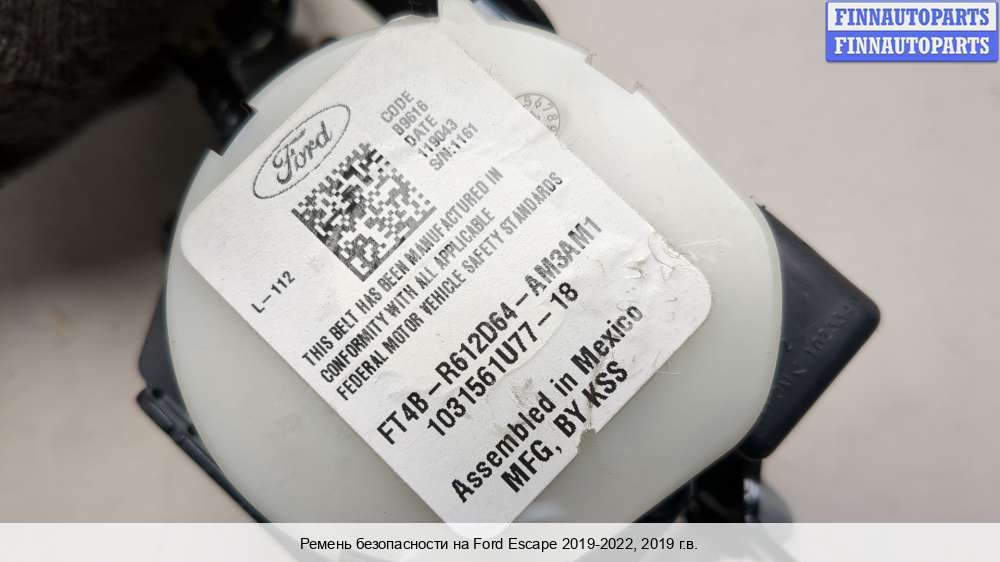 FINNAUTOPARTS
FINNAUTOPARTS
Ford
CODE
B9616
DATE
119043
S/N:1161
L-112
THIS BELT HAS BEEN MANUFACTURED IN
CONFORMITY WITH ALL APPLICABLE
FEDERAL MOTOR VEHICLE SAFETY STANDARDS
FT4B-R612D64-AM3AM1
1031561U77-18
Assembled in Mexico
MFG, BY KSS
Ремень безопасности на Ford Escape 2019-2022, 2019 г.в.